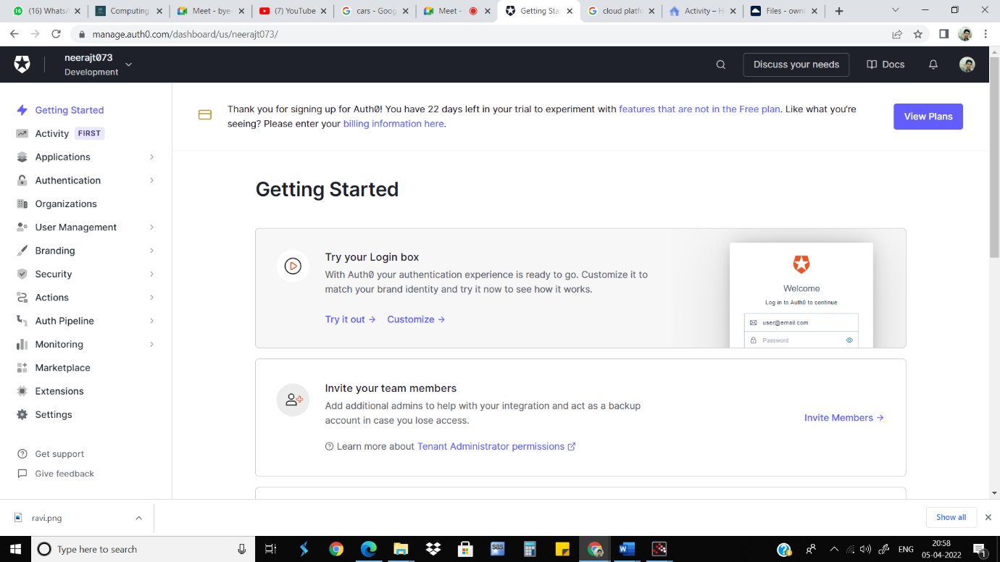 (16) WhatsA
Computing
Meet - bye-
(7) YouTube
cars - Goog
Meet -
Getting Sta
cloud platfo
Activity – H
Files - own
manage.auth0.com/dashboard/us/neerajt073/
neerajt073
Development
Discuss your needs
Docs
Getting Started
Activity FIRST
Applications
Authentication
Organizations
User Management
Branding
Security
Actions
Auth Pipeline
Monitoring
Marketplace
Extensions
Settings
Get support
Give feedback
Thank you for signing up for Auth0! You have 22 days left in your trial to experiment with features that are not in the Free plan. Like what you're
seeing? Please enter your billing information here.
View Plans
Getting Started
Try your Login box
With Auth0 your authentication experience is ready to go. Customize it to
match your brand identity and try it now to see how it works.
Try it out → Customize →
Welcome
Log in to Auth0 to continue
user@email.com
Password
Invite your team members
Add additional admins to help with your integration and act as a backup
account in case you lose access.
Learn more about Tenant Administrator permissions
Invite Members →
ravi.png
Show all
Type here to search
sas
ENG
20:58
05-04-2022
1